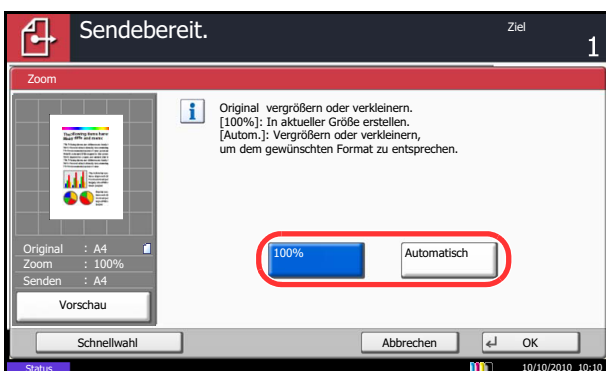 Sendebereit.
Ziel
1
Zoom
Original vergrößern oder verkleinern.
[100%]: In aktueller Größe erstellen.
[Autom.]: Vergrößern oder verkleinern,
um dem gewünschten Format zu entsprechen.
Original : A4
Zoom : 100%
Senden : A4
100%
Automatisch
Vorschau
Schnellwahl
Abbrechen
OK
Status
10/10/2010 10:10